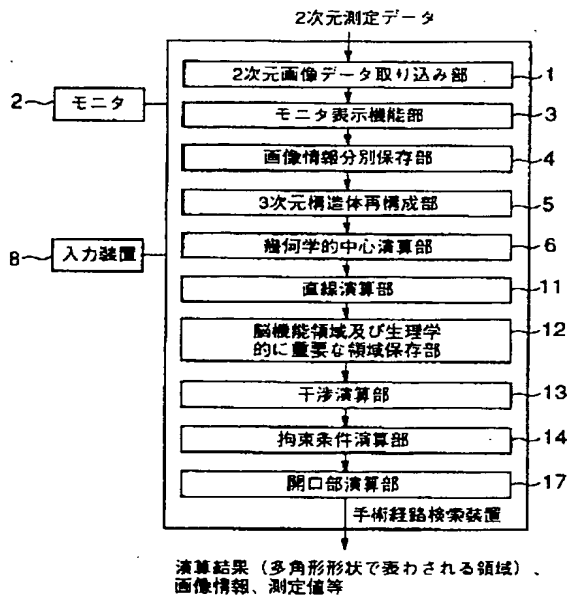 2次元測定データ
2次元画像データ取り込み部 1
2 モニタ
モニタ表示機能部 3
画像情報分別保存部 4
3次元構造体再構成部 5
8 入力装置
幾何学的中心演算部 6
直線演算部 11
脳機能領域及び生理学
的に重要な領域保存部 12
干渉演算部 13
拘束条件演算部 14
開口部演算部 17
手術経路検索装置
演算結果（多角形形状で表わされる領域）、
画像情報、測定値等